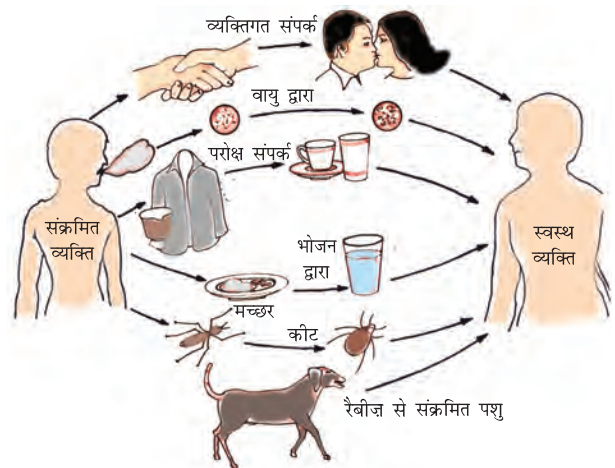 व्यक्तिगत संपर्क
वायु द्वारा
परोक्ष संपर्क
संक्रमित
व्यक्ति
स्वस्थ
व्यक्ति
भोजन
द्वारा
मच्छर
कीट
रैबीज़ से संक्रमित पशु